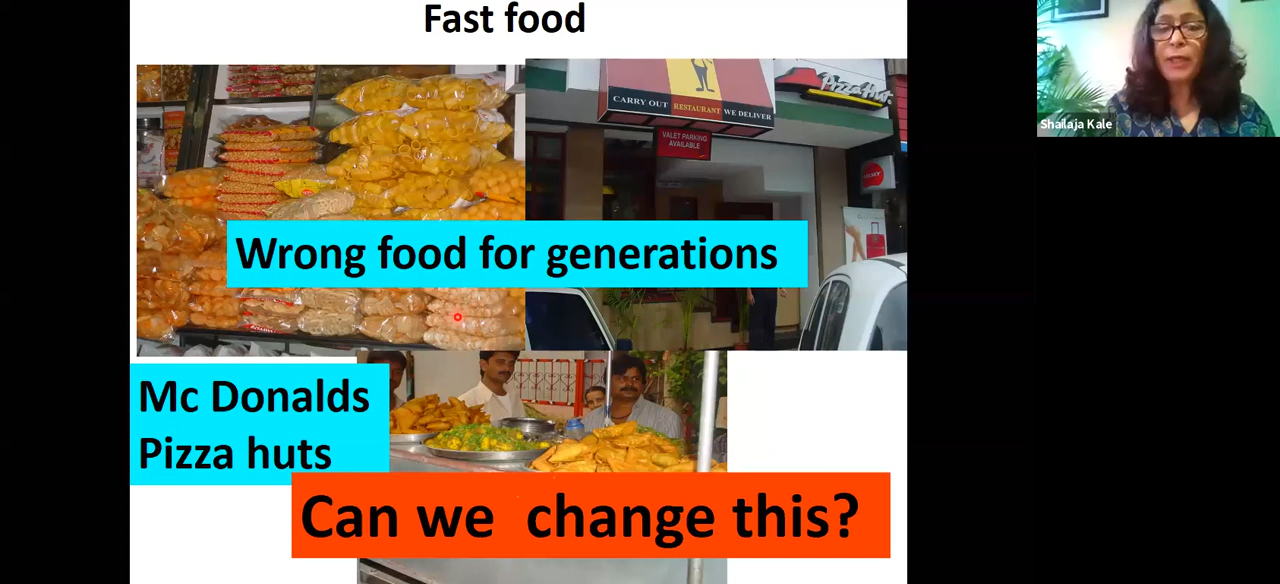 Fast food
CARRY OUT RESTAURANT WE DELIVER
Pizza Hut
VALET PARKING
AVAILABLE
Wrong food for generations
Mc Donalds
Pizza huts
Can we  change this?
Shailaja Kale